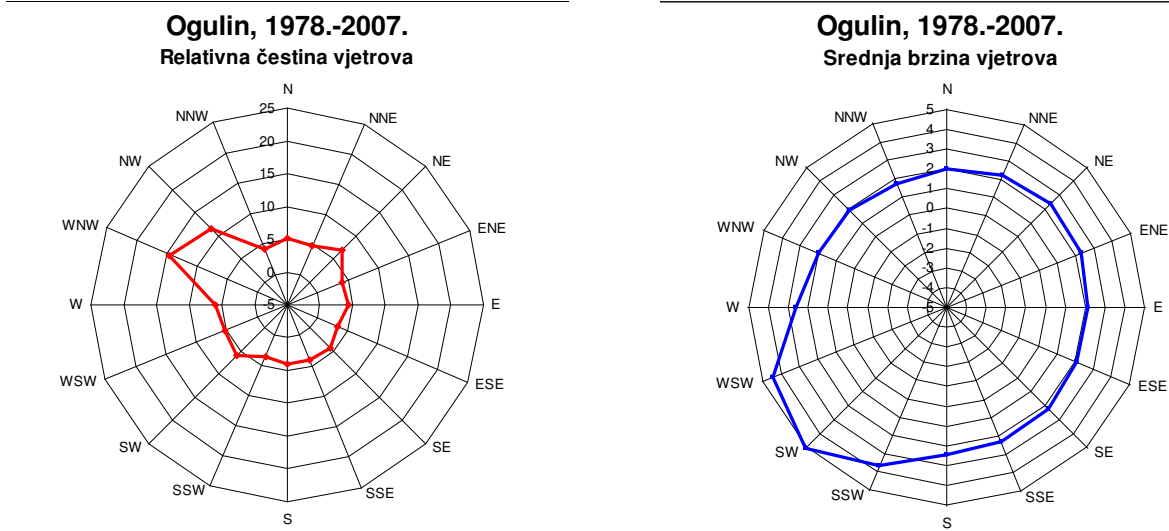 Ogulin, 1978.-2007.
Relativna čestina vjetrova
N
NNE
NE
ENE
E
ESE
SE
SSE
S
SSW
SW
WSW
W
WNW
NW
NNW
25
20
15
10
5
0
-5
Ogulin, 1978.-2007.
Srednja brzina vjetrova
N
NNE
NE
ENE
E
ESE
SE
SSE
S
SSW
SW
WSW
W
WNW
NW
NNW
5
4
3
2
1
0
-1
-2
-3
-4
-5